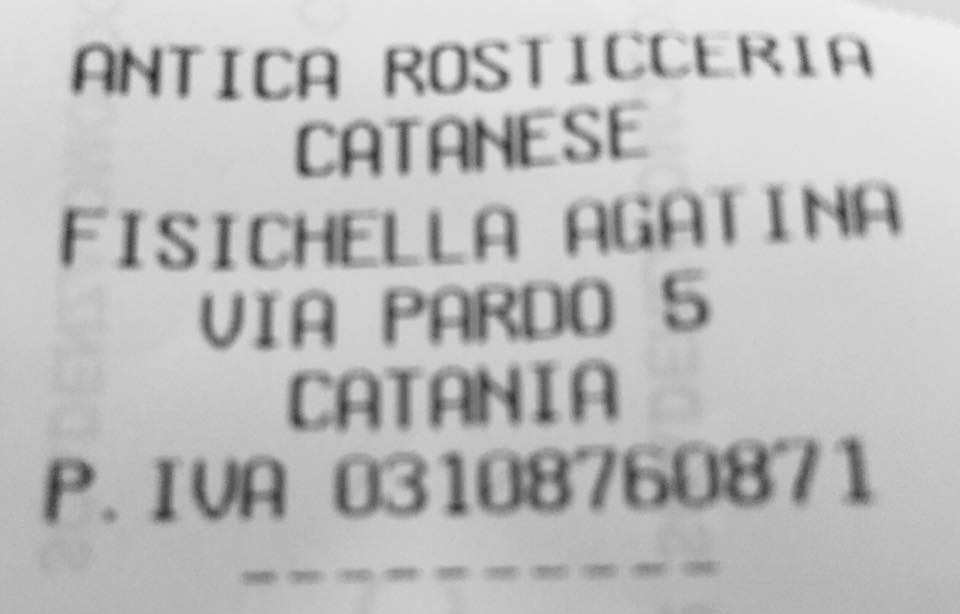 ANTICA ROSTICCERIA
CATANESE
FISICHELLA AGATINA
VIA PARDO 5
CATANIA
P.IVA 03108760871